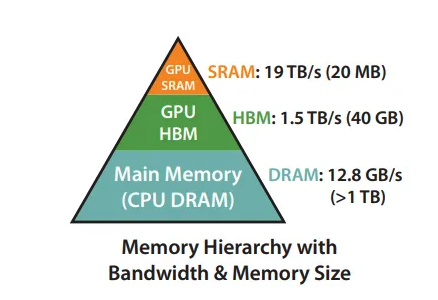 GPU
SRAM
SRAM: 19 TB/s (20 MB)
GPU
HBM
HBM: 1.5 TB/s (40 GB)
Main Memory
(CPU DRAM)
DRAM: 12.8 GB/s
(>1 TB)
Memory Hierarchy with
Bandwidth & Memory Size